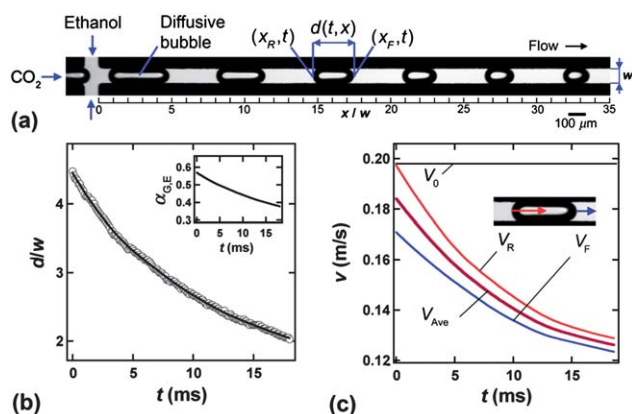 Ethanol
Diffusive
bubble
(x_R, t)
d(t, x)
(x_F, t)
Flow
CO2
w
0 5 10 15 20 25 30 35
x / w
100 μm
(a)
d/w
4
3
2
0 5 10 15
t (ms)
α_G,E
0.6
0.5
0.4
0.3
0 5 10 15
t (ms)
(b)
v (m/s)
0.20
0.18
0.16
0.14
0.12
V_0
V_R
V_F
V_Ave
0 5 10 15
t (ms)
(c)